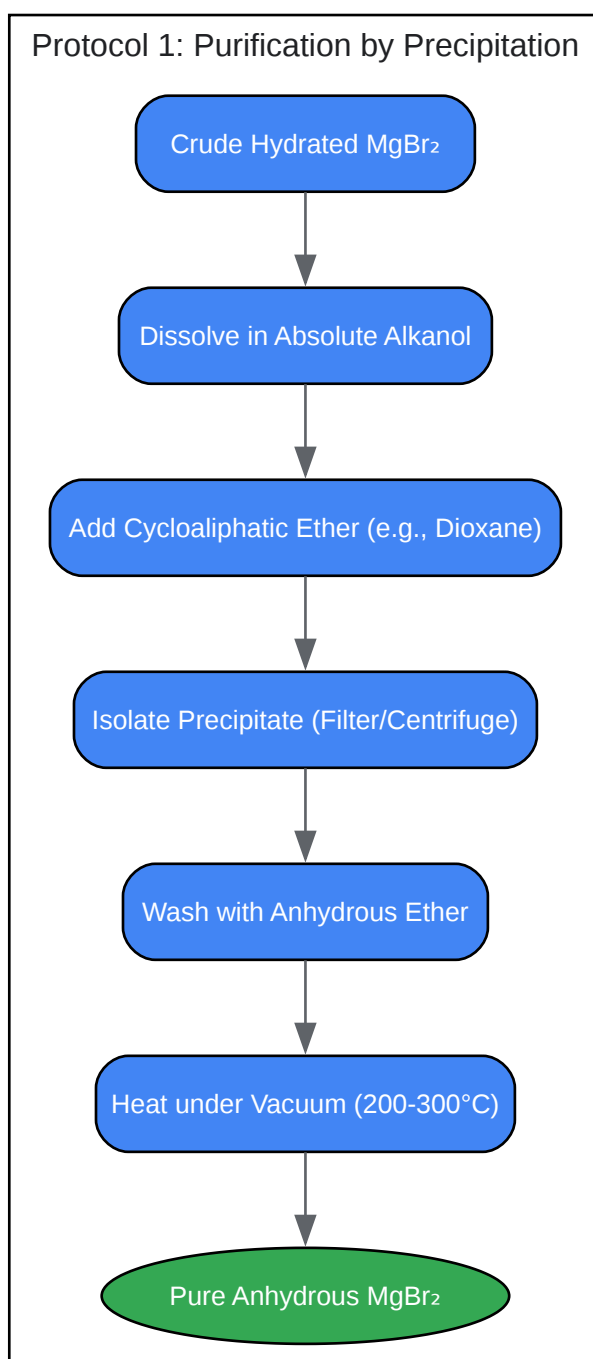 Protocol 1: Purification by Precipitation
Crude Hydrated MgBr₂
Dissolve in Absolute Alkanol
Add Cycloaliphatic Ether (e.g., Dioxane)
Isolate Precipitate (Filter/Centrifuge)
Wash with Anhydrous Ether
Heat under Vacuum (200-300°C)
Pure Anhydrous MgBr₂